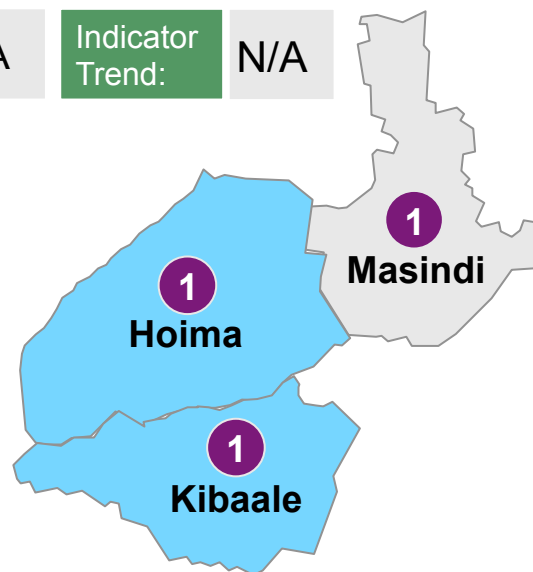 A
Indicator
Trend:
N/A
1
Masindi
1
Hoima
1
Kibaale